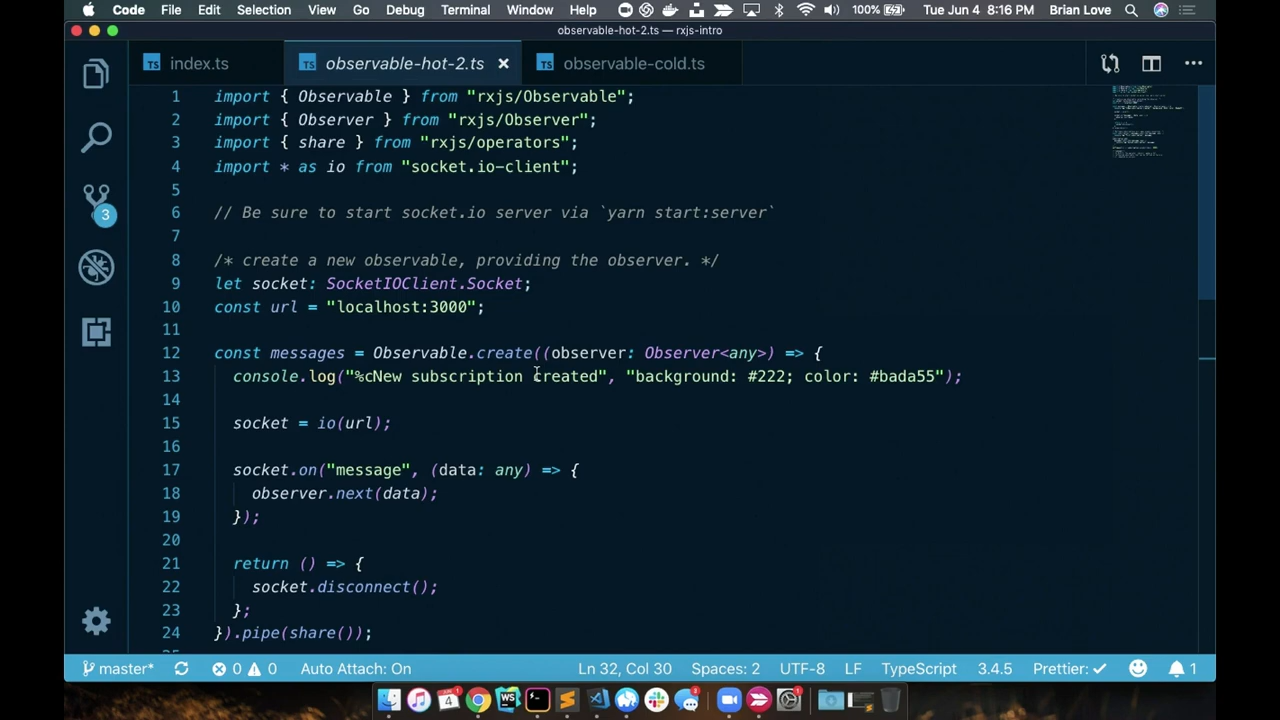 Code File Edit Selection View Go Debug Terminal Window Help 100% Tue Jun 4 8:16 PM Brian Love
observable-hot-2.ts — rxjs-intro
TS index.ts TS observable-hot-2.ts × TS observable-cold.ts
1 import { Observable } from "rxjs/Observable";
2 import { Observer } from "rxjs/Observer";
3 import { share } from "rxjs/operators";
4 import * as io from "socket.io-client";
5
6 // Be sure to start socket.io server via `yarn start:server`
7
8 /* create a new observable, providing the observer. */
9 let socket: SocketIOClient.Socket;
10 const url = "localhost:3000";
11
12 const messages = Observable.create((observer: Observer<any>) => {
13 console.log("%cNew subscription created", "background: #222; color: #bada55");
14
15 socket = io(url);
16
17 socket.on("message", (data: any) => {
18 observer.next(data);
19 });
20
21 return () => {
22 socket.disconnect();
23 };
24 }).pipe(share());
3
master* 0 0 Auto Attach: On Ln 32, Col 30 Spaces: 2 UTF-8 LF TypeScript 3.4.5 Prettier: ✓ 1
4 WS